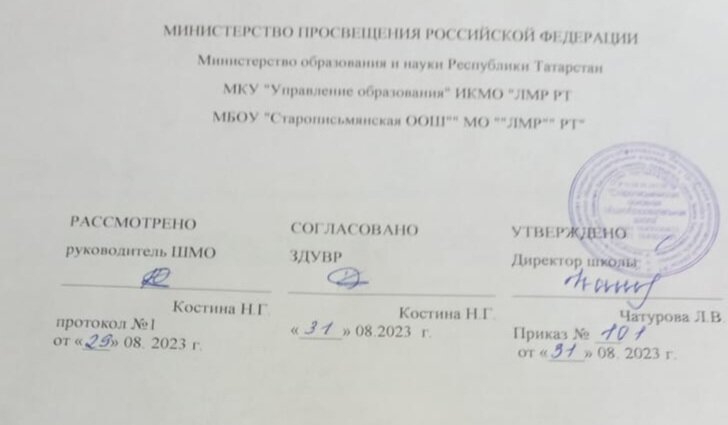 МИНИСТЕРСТВО ПРОСВЕЩЕНИЯ РОССИЙСКОЙ ФЕДЕРАЦИИ
Министерство образования и науки Республики Татарстан
МКУ "Управление образования" ИКМО "ЛМР РТ
МБОУ "Старописьмянская ООШ"" МО ""ЛМР"" РТ"
РАССМОТРЕНО
руководитель ШМО
Костина Н.Г.
протокол №1
от «29» 08. 2023 г.
СОГЛАСОВАНО
ЗДУВР
Костина Н.Г.
«31» 08.2023 г.
УТВЕРЖДЕНО
Директор школы
Чатурова Л.В.
Приказ № 101
от «31» 08. 2023 г.